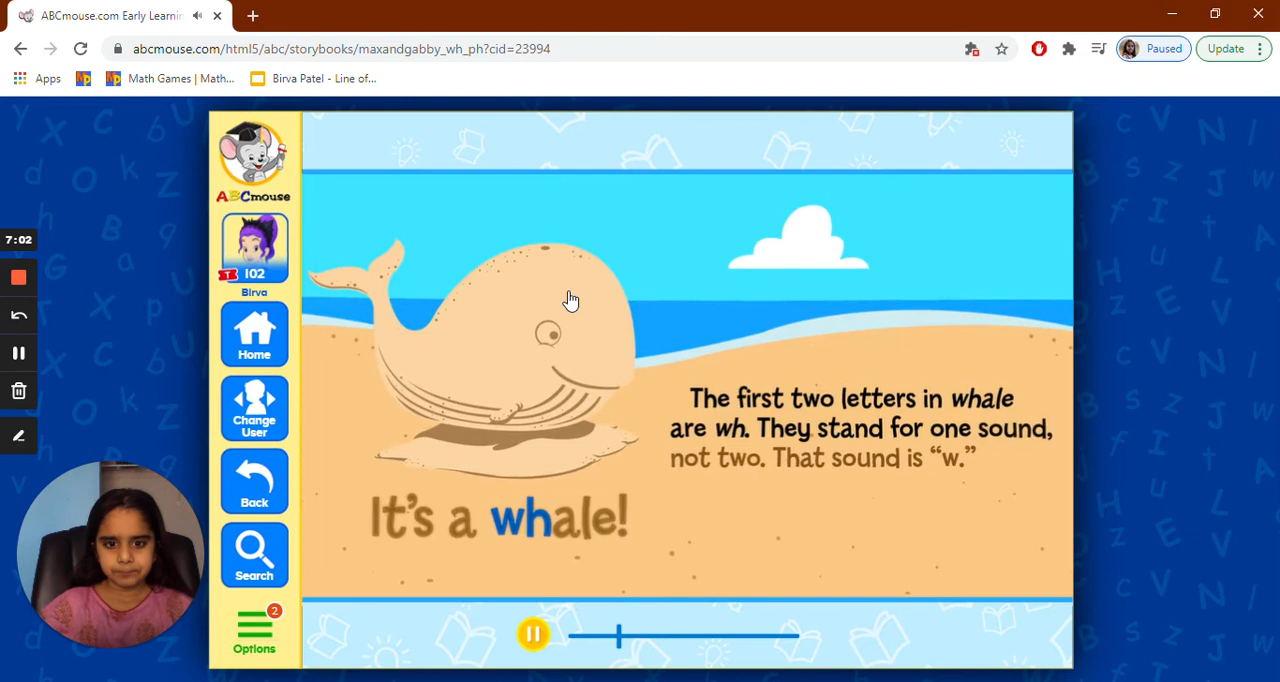 ABCmouse.com Early Learnin
abcmouse.com/html5/abc/storybooks/maxandgabby_wh_ph?cid=23994
Paused
Update
Apps
Math Games | Math...
Birva Patel - Line of...
7:02
ABCmouse
T 102
Birva
Home
Change
User
Back
Search
2
Options
The first two letters in whale
are wh. They stand for one sound,
not two. That sound is “w.”
It's a whale!